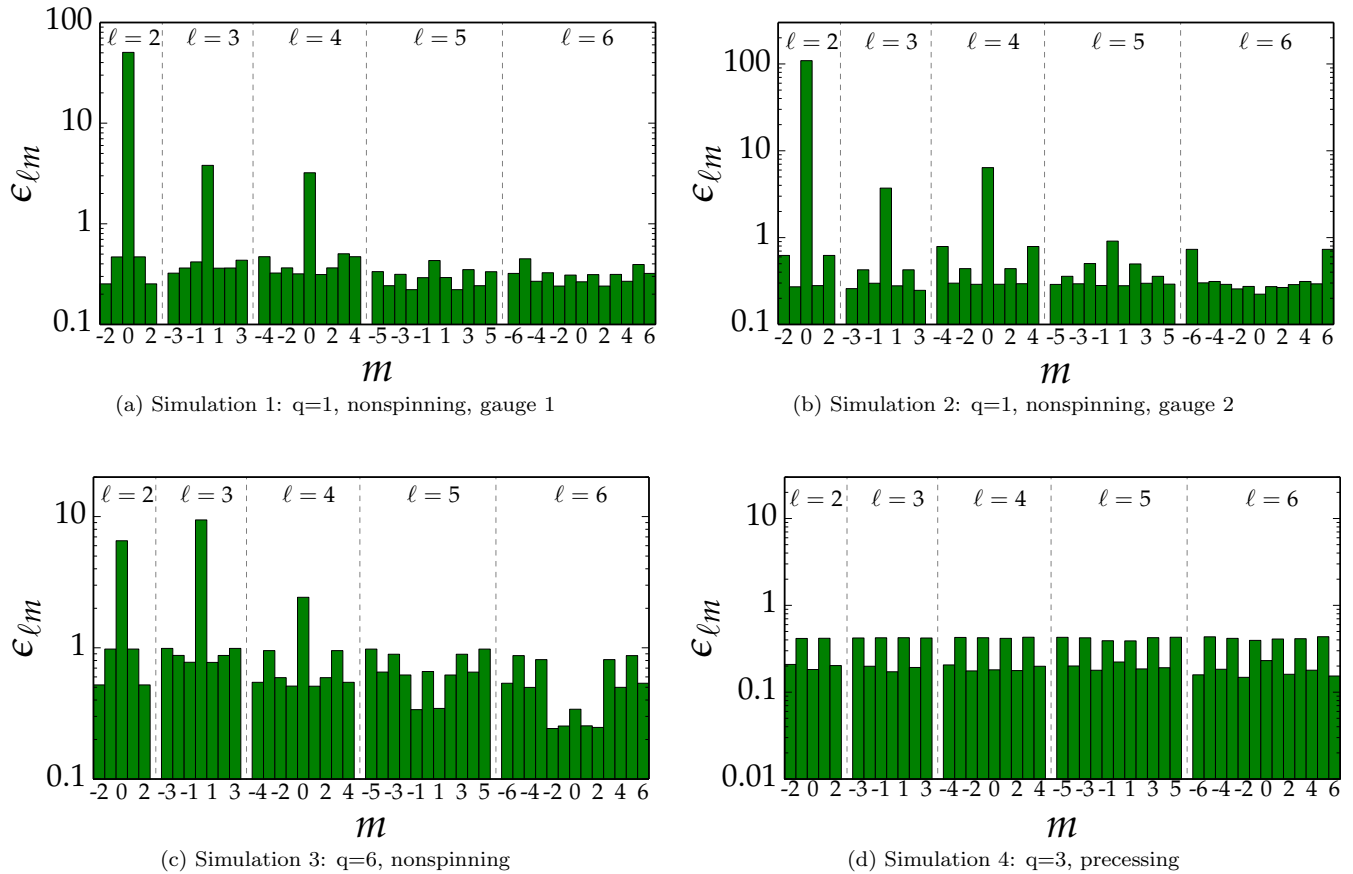 100
10
1
0.1
ϵℓm
ℓ = 2 ℓ = 3 ℓ = 4 ℓ = 5 ℓ = 6
-2 0 2 -3 -1 1 3 -4 -2 0 2 4 -5 -3 -1 1 3 5 -6 -4 -2 0 2 4 6
m
(a) Simulation 1: q=1, nonspinning, gauge 1
100
10
1
0.1
ϵℓm
ℓ = 2 ℓ = 3 ℓ = 4 ℓ = 5 ℓ = 6
-2 0 2 -3 -1 1 3 -4 -2 0 2 4 -5 -3 -1 1 3 5 -6 -4 -2 0 2 4 6
m
(b) Simulation 2: q=1, nonspinning, gauge 2
10
1
0.1
ϵℓm
ℓ = 2 ℓ = 3 ℓ = 4 ℓ = 5 ℓ = 6
-2 0 2 -3 -1 1 3 -4 -2 0 2 4 -5 -3 -1 1 3 5 -6 -4 -2 0 2 4 6
m
(c) Simulation 3: q=6, nonspinning
10
1
0.1
0.01
ϵℓm
ℓ = 2 ℓ = 3 ℓ = 4 ℓ = 5 ℓ = 6
-2 0 2 -3 -1 1 3 -4 -2 0 2 4 -5 -3 -1 1 3 5 -6 -4 -2 0 2 4 6
m
(d) Simulation 4: q=3, precessing